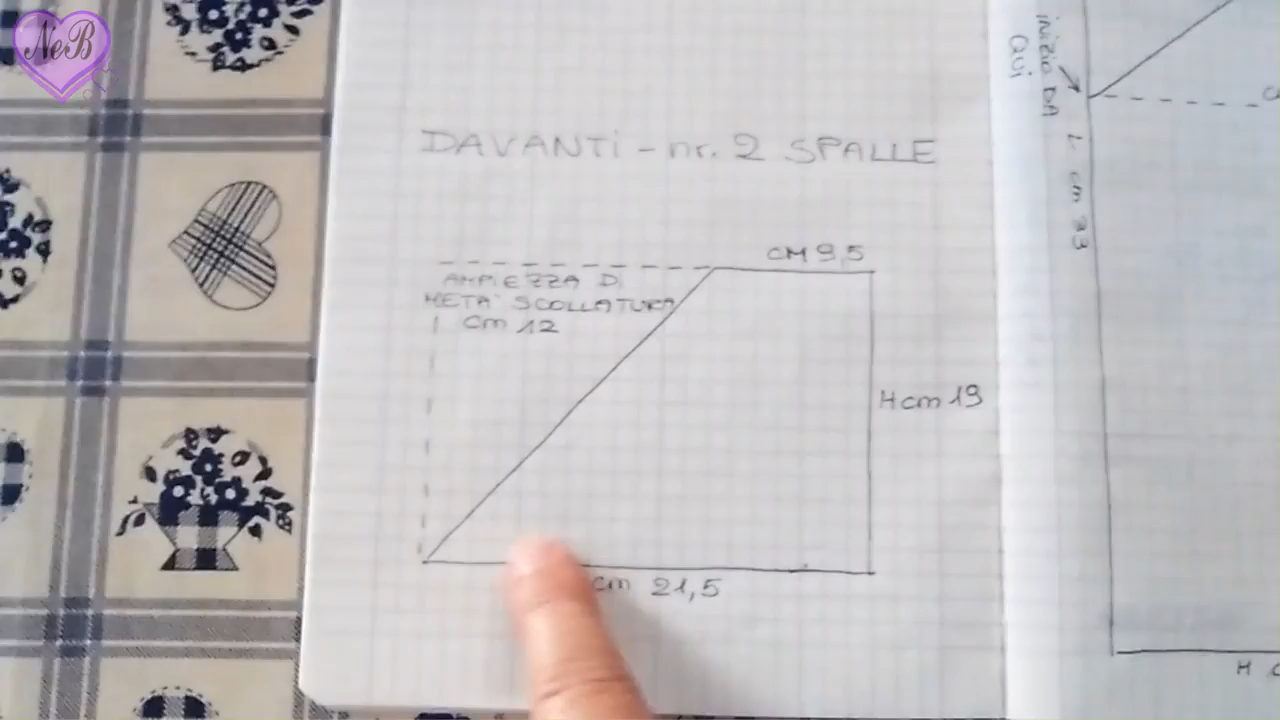 NeB
DAVANTi - nr. 2 SPALLE
CM 9,5
AMPIEZZA DI
META' SCOLLATURA
cm 12
H cm 19
cm 21,5
iNizio DA
QUi
L cm 33
H